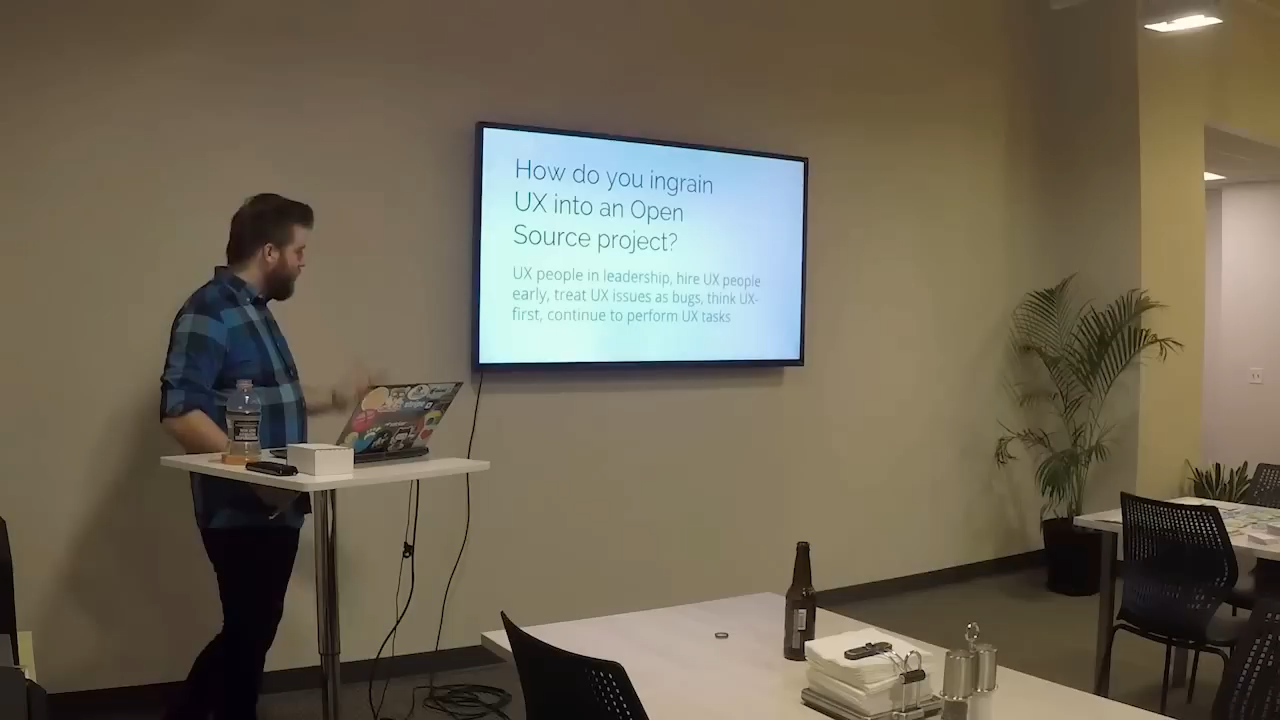 How do you ingrain
UX into an Open
Source project?
UX people in leadership, hire UX people
early, treat UX issues as bugs, think UX-
first, continue to perform UX tasks